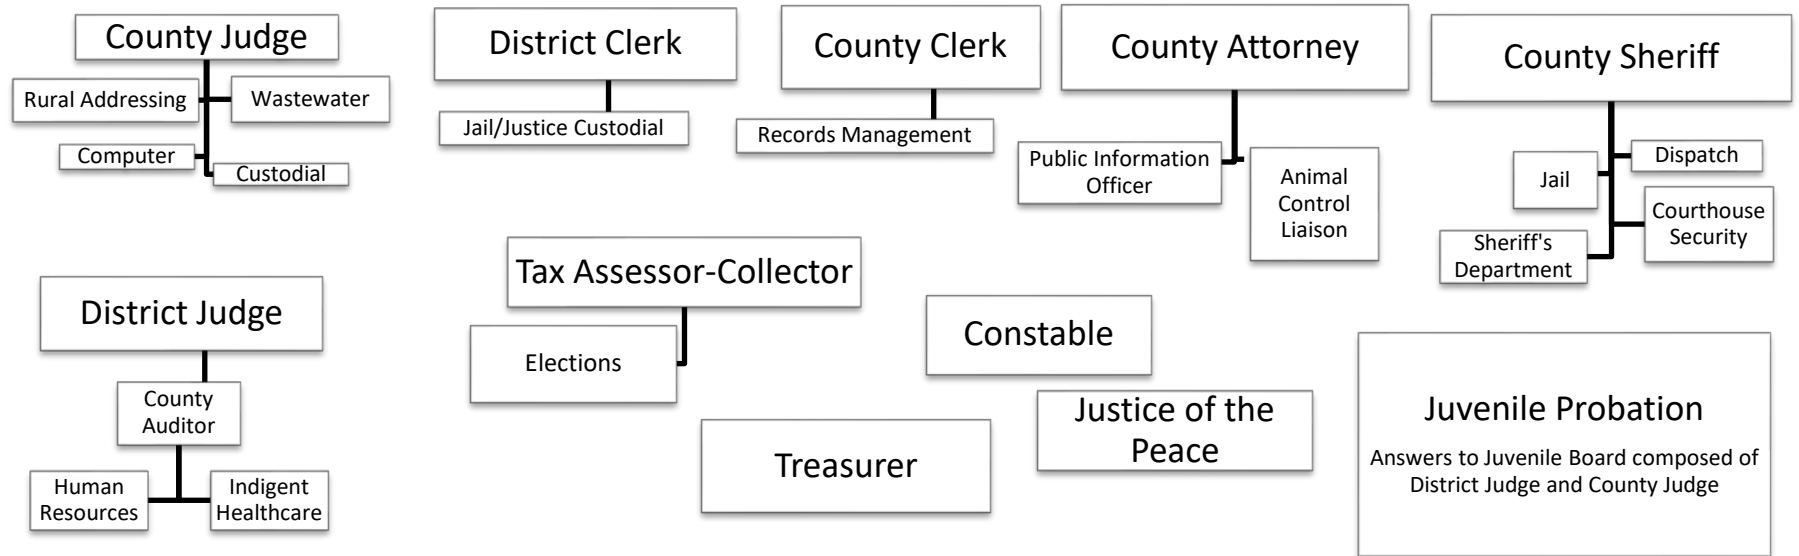 County Judge
Rural Addressing
Wastewater
Computer
Custodial
District Clerk
Jail/Justice Custodial
County Clerk
Records Management
County Attorney
Public Information
Officer
Animal
Control
Liaison
County Sheriff
Dispatch
Jail
Courthouse
Security
Sheriff's
Department
District Judge
County
Auditor
Human
Resources
Indigent
Healthcare
Tax Assessor-Collector
Elections
Treasurer
Constable
Justice of the
Peace
Juvenile Probation
Answers to Juvenile Board composed of
District Judge and County Judge